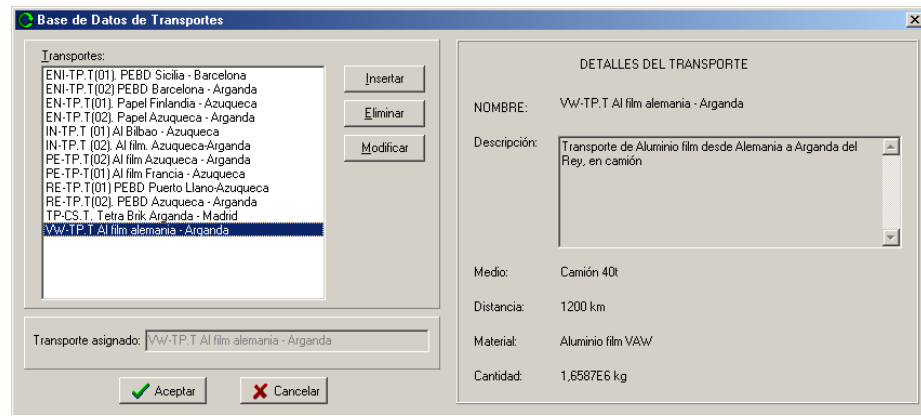 Base de Datos de Transportes
Transportes:
ENI-TP.T(01). PEBD Sicilia - Barcelona
ENI-TP.T(02) PEBD Barcelona - Arganda
EN-TP.T(01). Papel Finlandia - Azuqueca
EN-TP.T(02). Papel Azuqueca - Arganda
IN-TP.T (01) Al Bilbao - Azuqueca
IN-TP.T (02). Al film. Azuqueca-Arganda
PE-TP.T(02) Al film Azuqueca - Arganda
PE-TP-T(01) Al film Francia - Azuqueca
RE-TP.T(01) PEBD Puerto Llano-Azuqueca
RE-TP.T(02). PEBD Azuqueca - Arganda
TP-CS.T. Tetra Brik Arganda - Madrid
VW-TP.T Al film alemania - Arganda
Insertar
Eliminar
Modificar
Transporte asignado: VW-TP.T Al film alemania - Arganda
Aceptar
Cancelar
DETALLES DEL TRANSPORTE
NOMBRE: VW-TP.T Al film alemania - Arganda
Descripción: Transporte de Aluminio film desde Alemania a Arganda del
Rey, en camión
Medio: Camión 40t
Distancia: 1200 km
Material: Aluminio film VAW
Cantidad: 1,6587E6 kg